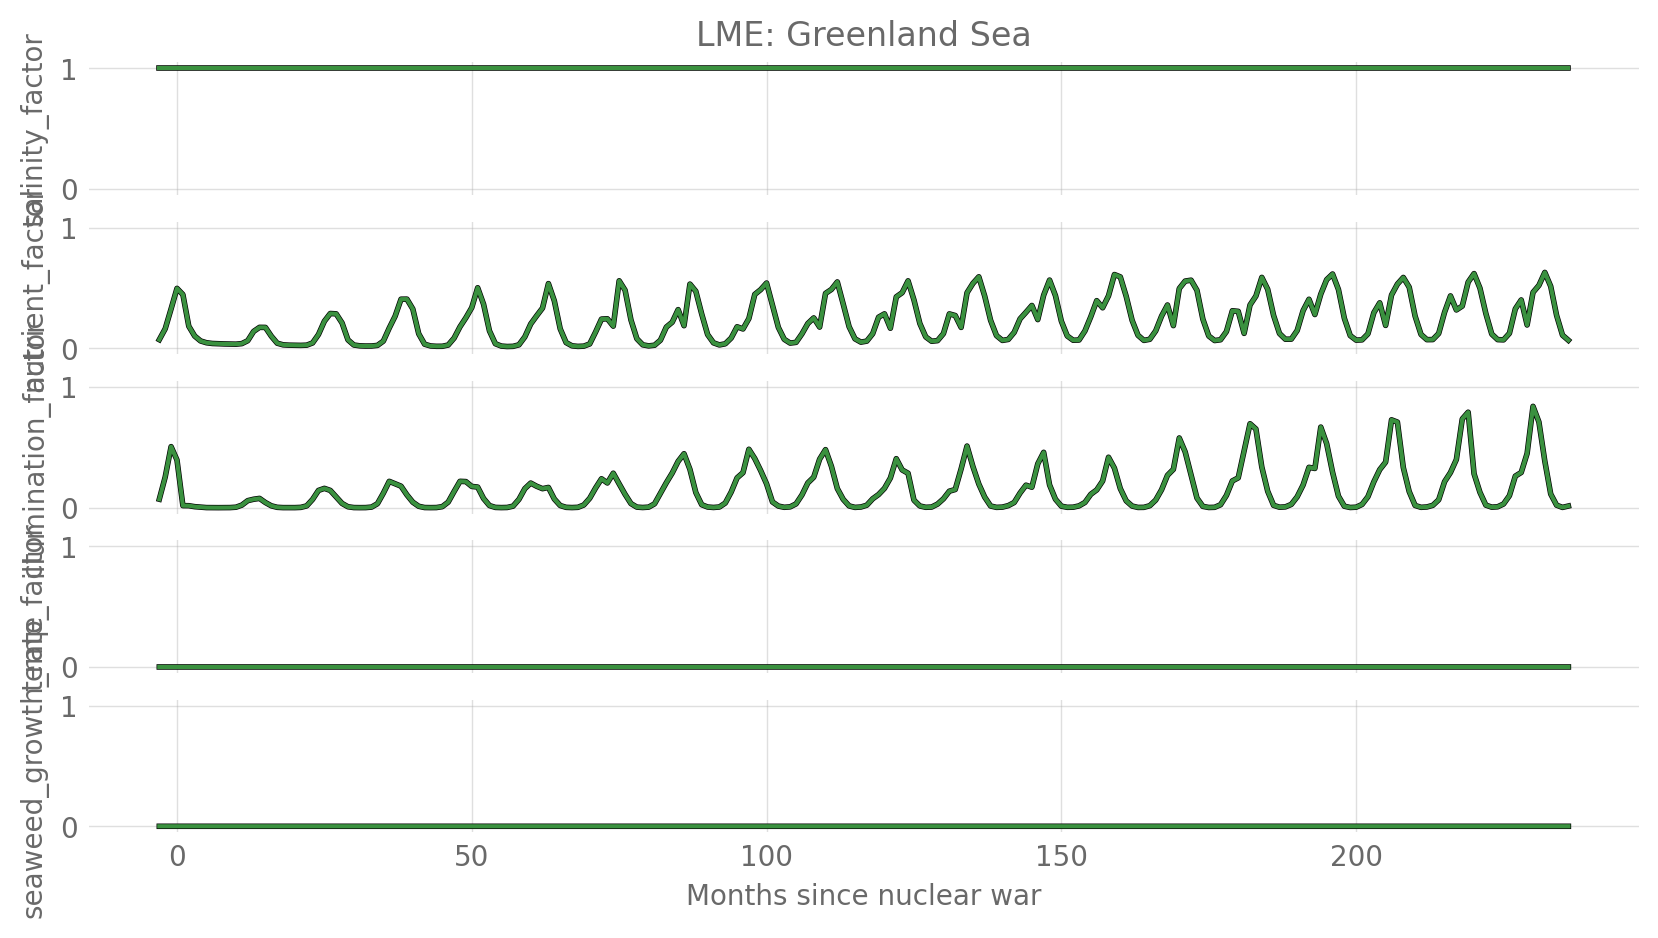 LME: Greenland Sea
salinity_factor
1
0
nutrient_factor
1
0
illumination_factor
1
0
temp_factor
1
0
seaweed_growth_rate
1
0
0 50 100 150 200
Months since nuclear war